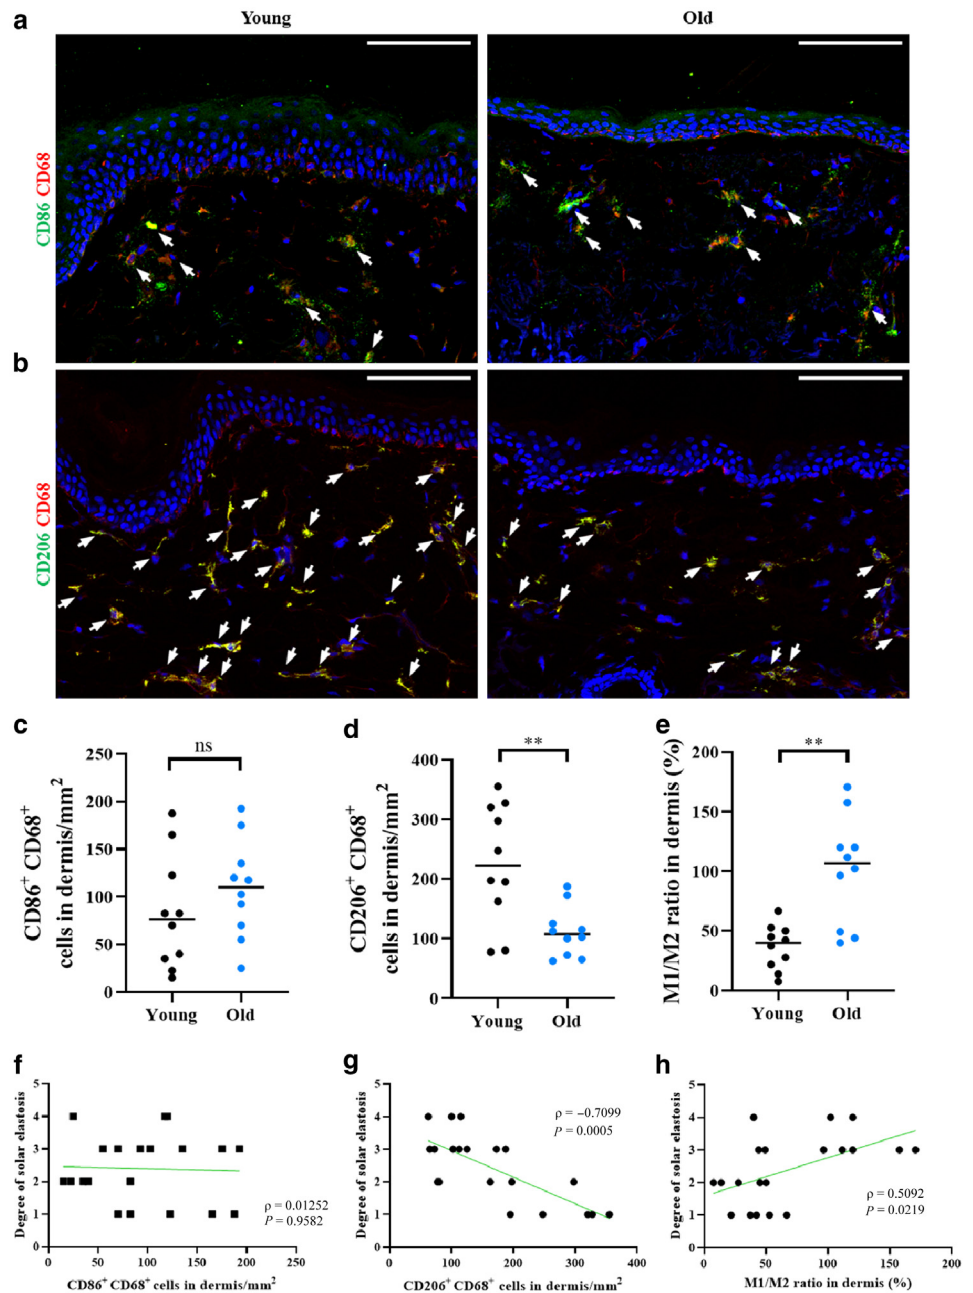 a
Young
Old
CD86 CD68
b
CD206 CD68
c
CD86⁺ CD68⁺
cells in dermis/mm²
250
200
150
100
50
0
ns
Young
Old
d
CD206⁺ CD68⁺
cells in dermis/mm²
400
300
200
100
0
**
Young
Old
e
M1/M2 ratio in dermis (%)
200
150
100
50
0
**
Young
Old
f
Degree of solar elastosis
5
4
3
2
1
0
ρ = 0.01252
P = 0.9582
0 50 100 150 200 250
CD86⁺ CD68⁺ cells in dermis/mm²
g
Degree of solar elastosis
5
4
3
2
1
0
ρ = −0.7099
P = 0.0005
0 100 200 300 400
CD206⁺ CD68⁺ cells in dermis/mm²
h
Degree of solar elastosis
5
4
3
2
1
0
ρ = 0.5092
P = 0.0219
0 50 100 150 200
M1/M2 ratio in dermis (%)